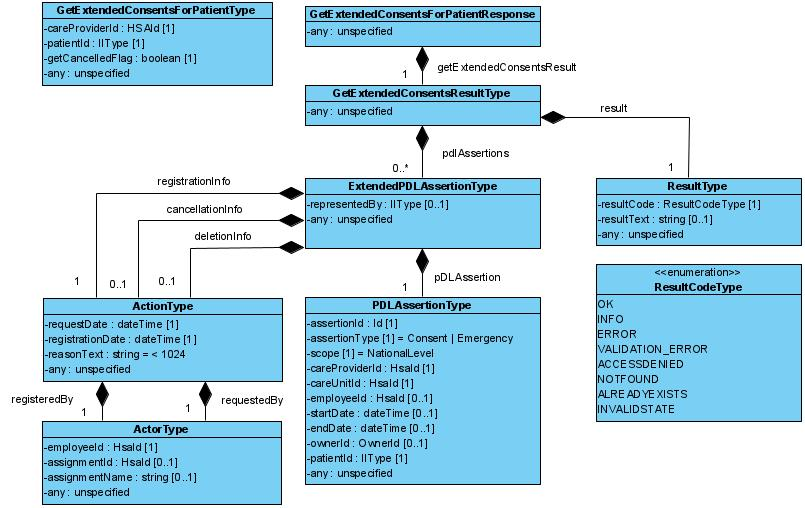 GetExtendedConsentsForPatientType
-careProviderId : HSAId [1]
-patientId : IIType [1]
-getCancelledFlag : boolean [1]
-any : unspecified
GetExtendedConsentsForPatientResponse
-any : unspecified
1
getExtendedConsentsResult
GetExtendedConsentsResultType
-any : unspecified
result
1
pdlAssertions
0..*
ExtendedPDLAssertionType
-representedBy : IIType [0..1]
-any : unspecified
registrationInfo
cancellationInfo
deletionInfo
1
0..1
0..1
ResultType
-resultCode : ResultCodeType [1]
-resultText : string [0..1]
-any : unspecified
pDLAssertion
1
<<enumeration>>
ResultCodeType
OK
INFO
ERROR
VALIDATION_ERROR
ACCESSDENIED
NOTFOUND
ALREADYEXISTS
INVALIDSTATE
ActionType
-requestDate : dateTime [1]
-registrationDate : dateTime [1]
-reasonText : string = < 1024
-any : unspecified
PDLAssertionType
-assertionId : Id [1]
-assertionType [1] = Consent | Emergency
-scope [1] = NationalLevel
-careProviderId : HsaId [1]
-careUnitId : HsaId [1]
-employeeId : HsaId [0..1]
-startDate : dateTime [0..1]
-endDate : dateTime [0..1]
-ownerId : OwnerId [0..1]
-patientId : IIType [1]
-any : unspecified
registeredBy
1
1
requestedBy
ActorType
-employeeId : HsaId [1]
-assignmentId : HsaId [0..1]
-assignmentName : string [0..1]
-any : unspecified